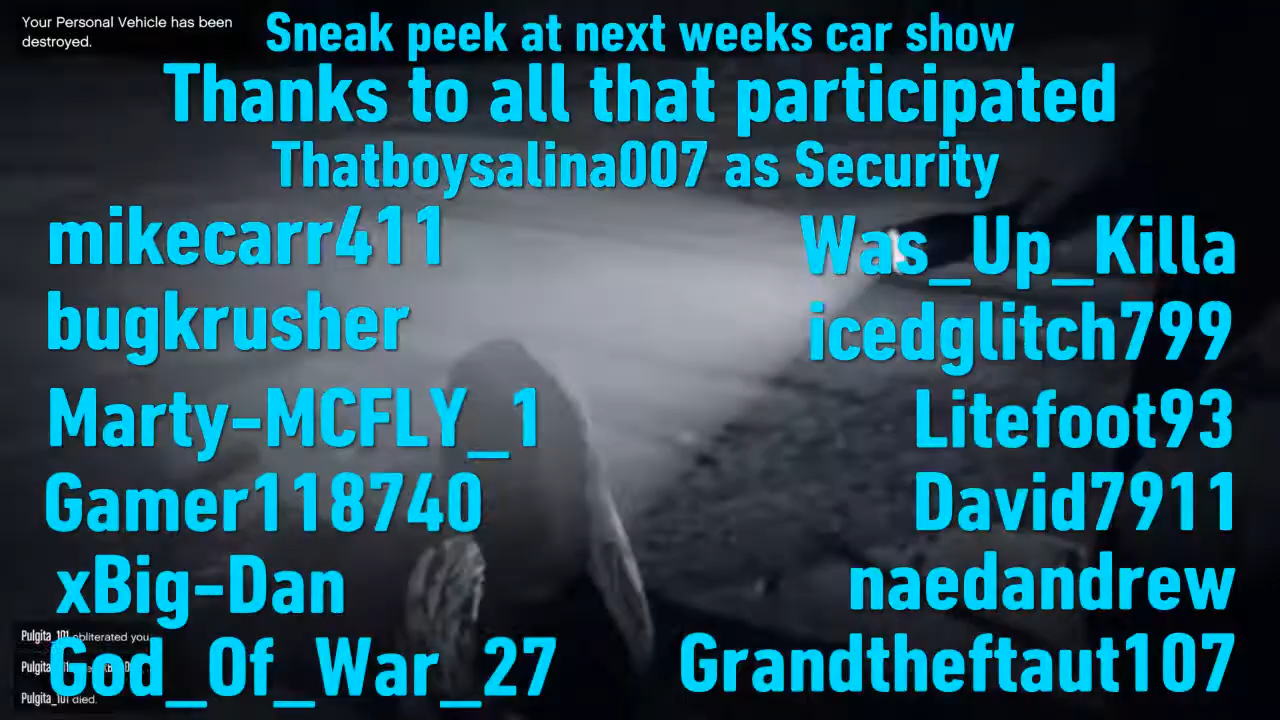 Your Personal Vehicle has been
destroyed.
Sneak peek at next weeks car show
Thanks to all that participated
Thatboysalina007 as Security
mikecarr411
bugkrusher
Marty-MCFLY_1
Gamer118740
xBig-Dan
God_Of_War_27
Was_Up_Killa
icedglitch799
Litefoot93
David7911
naedandrew
Grandtheftaut107
Pulgita_101 obliterated you.
Pulgita_101 died.